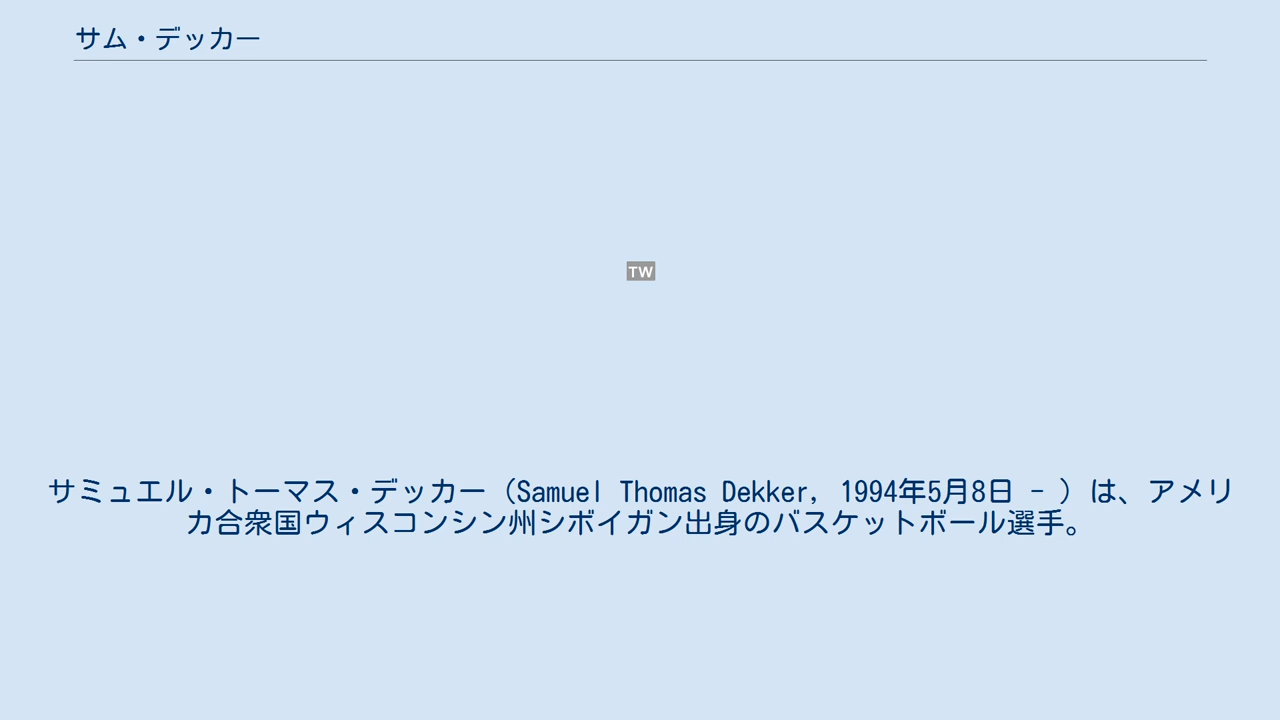 サム・デッカー
TW
サミュエル・トーマス・デッカー（Samuel Thomas Dekker, 1994年5月8日 - ）は、アメリ
カ合衆国ウィスコンシン州シボイガン出身のバスケットボール選手。